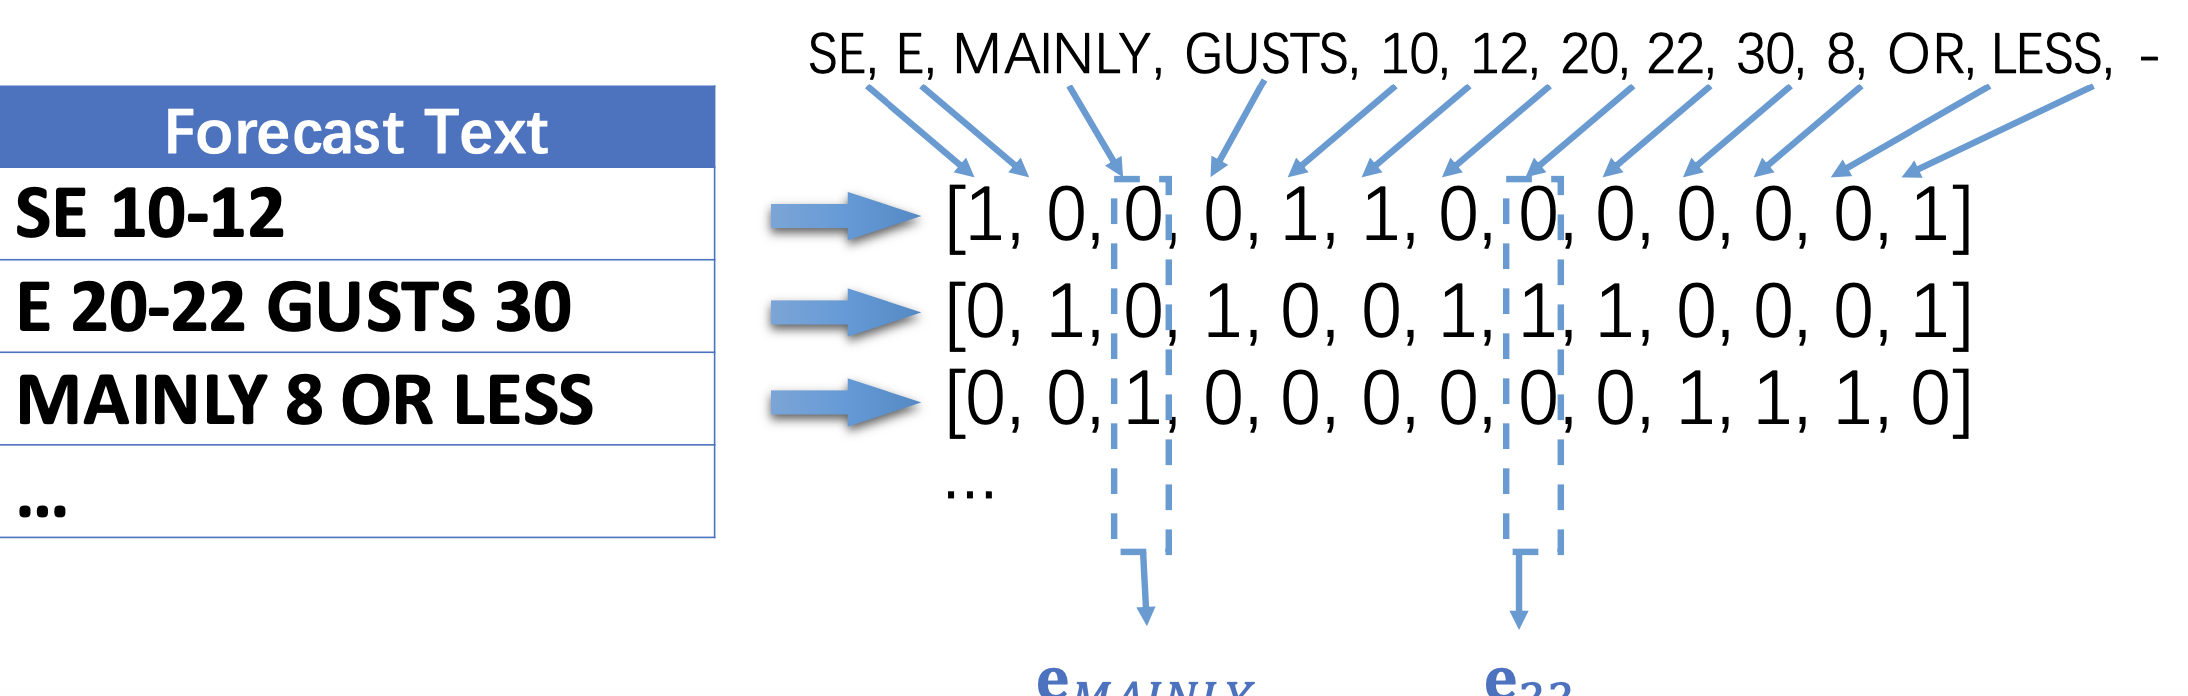 SE, E, MAINLY, GUSTS, 10, 12, 20, 22, 30, 8, OR, LESS, -
Forecast Text
SE 10-12
[1, 0, 0, 0, 1, 1, 0, 0, 0, 0, 0, 0, 1]
E 20-22 GUSTS 30
[0, 1, 0, 1, 0, 0, 1, 1, 1, 0, 0, 0, 1]
MAINLY 8 OR LESS
[0, 0, 1, 0, 0, 0, 0, 0, 0, 1, 1, 1, 0]
...
...
e MAINLY
e 22